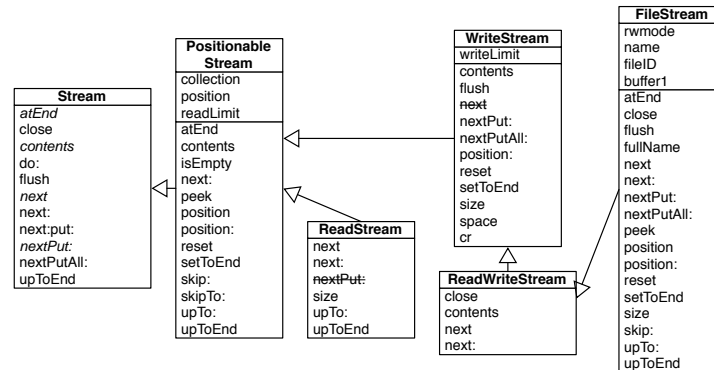 Stream
atEnd
close
contents
do:
flush
next
next:
next:put:
nextPut:
nextPutAll:
upToEnd
Positionable
Stream
collection
position
readLimit
atEnd
contents
isEmpty
next:
peek
position
position:
reset
setToEnd
skip:
skipTo:
upTo:
upToEnd
ReadStream
next
next:
nextPut:
size
upTo:
upToEnd
WriteStream
writeLimit
contents
flush
next
nextPut:
nextPutAll:
position:
reset
setToEnd
size
space
cr
ReadWriteStream
close
contents
next
next:
FileStream
rwmode
name
fileID
buffer1
atEnd
close
flush
fullName
next
next:
nextPut:
nextPutAll:
peek
position
position:
reset
setToEnd
size
skip:
upTo:
upToEnd